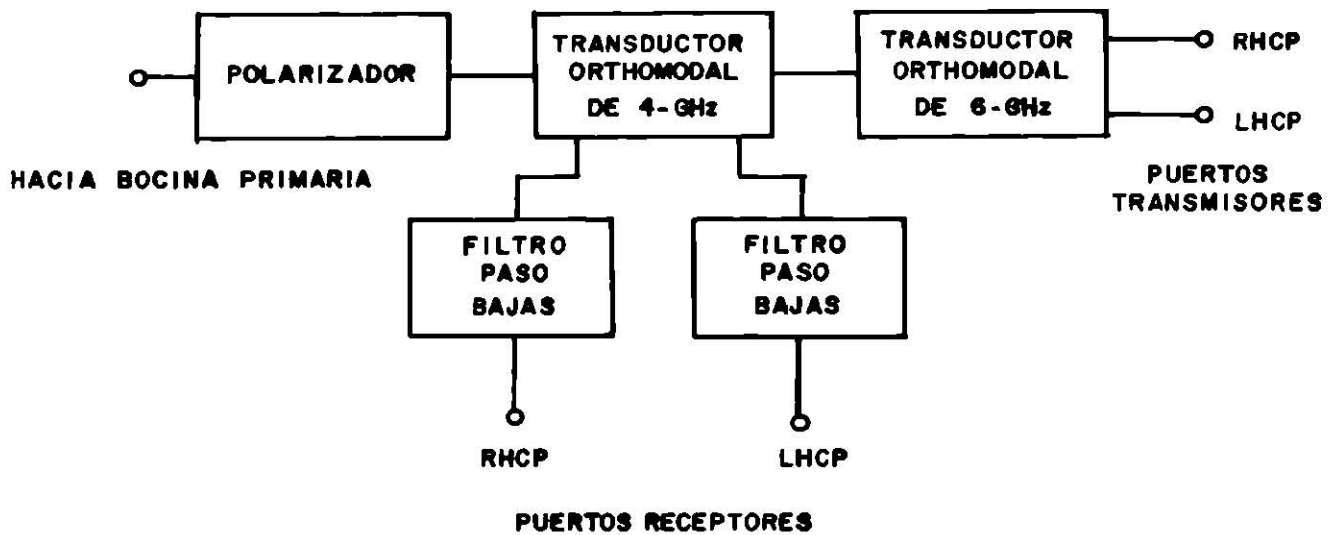 POLARIZADOR
TRANSDUCTOR
ORTHOMODAL
DE 4-GHz
TRANSDUCTOR
ORTHOMODAL
DE 6-GHz
RHCP
LHCP
HACIA BOCINA PRIMARIA
PUERTOS
TRANSMISORES
FILTRO
PASO
BAJAS
FILTRO
PASO
BAJAS
RHCP
LHCP
PUERTOS RECEPTORES